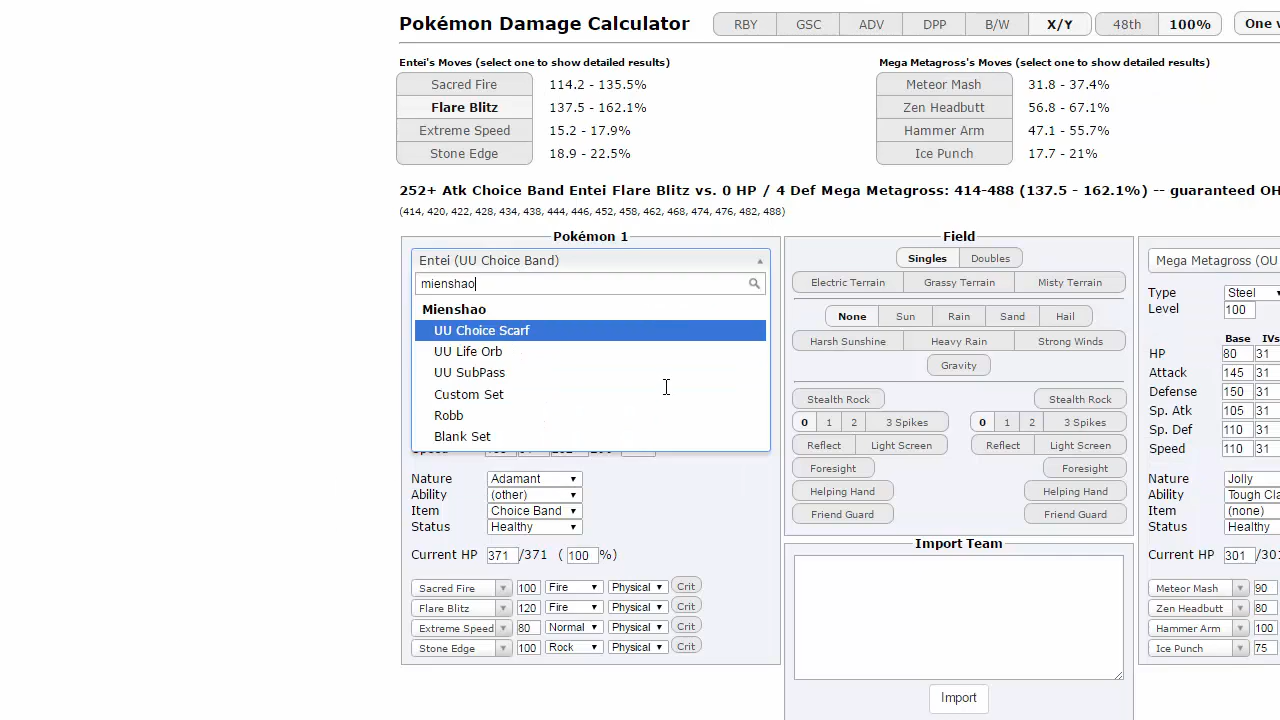 Pokémon Damage Calculator RBY GSC ADV DPP B/W X/Y 48th 100% One
Entei's Moves (select one to show detailed results)
Sacred Fire 114.2 - 135.5%
Flare Blitz 137.5 - 162.1%
Extreme Speed 15.2 - 17.9%
Stone Edge 18.9 - 22.5%
Mega Metagross's Moves (select one to show detailed results)
Meteor Mash 31.8 - 37.4%
Zen Headbutt 56.8 - 67.1%
Hammer Arm 47.1 - 55.7%
Ice Punch 17.7 - 21%
252+ Atk Choice Band Entei Flare Blitz vs. 0 HP / 4 Def Mega Metagross: 414-488 (137.5 - 162.1%) -- guaranteed OH
(414, 420, 422, 428, 434, 438, 444, 446, 452, 458, 462, 468, 474, 476, 482, 488)
Pokémon 1
Entei (UU Choice Band)
mienshao
Mienshao
UU Choice Scarf
UU Life Orb
UU SubPass
Custom Set
Robb
Blank Set
Nature Adamant
Ability (other)
Item Choice Band
Status Healthy
Current HP 371 /371 ( 100 %)
Sacred Fire 100 Fire Physical Crit
Flare Blitz 120 Fire Physical Crit
Extreme Speed 80 Normal Physical Crit
Stone Edge 100 Rock Physical Crit
Field
Singles Doubles
Electric Terrain Grassy Terrain Misty Terrain
None Sun Rain Sand Hail
Harsh Sunshine Heavy Rain Strong Winds
Gravity
Stealth Rock Stealth Rock
0 1 2 3 Spikes 0 1 2 3 Spikes
Reflect Light Screen Reflect Light Screen
Foresight Foresight
Helping Hand Helping Hand
Friend Guard Friend Guard
Import Team
Import
Mega Metagross (OU
Type Steel
Level 100
Base IVs
HP 80 31
Attack 145 31
Defense 150 31
Sp. Atk 105 31
Sp. Def 110 31
Speed 110 31
Nature Jolly
Ability Tough Cla
Item (none)
Status Healthy
Current HP 301 /301
Meteor Mash 90
Zen Headbutt 80
Hammer Arm 100
Ice Punch 75